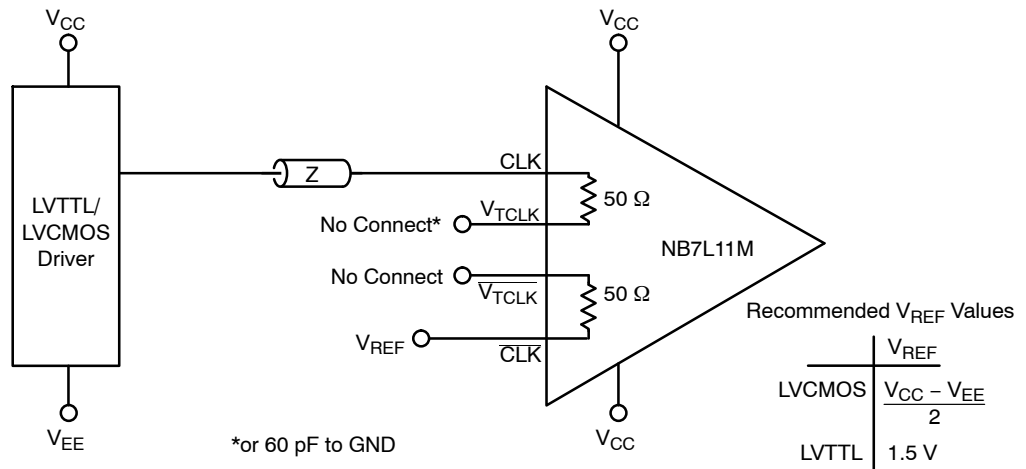 VCC
VCC
CLK
Z
50 Ω
LVTTL/
LVCMOS
Driver
No Connect*
VTCLK
NB7L11M
No Connect
VTCLK
50 Ω
VREF
CLK
Recommended VREF Values
VREF
LVCMOS
VCC – VEE
2
LVTTL
1.5 V
VEE
*or 60 pF to GND
VCC